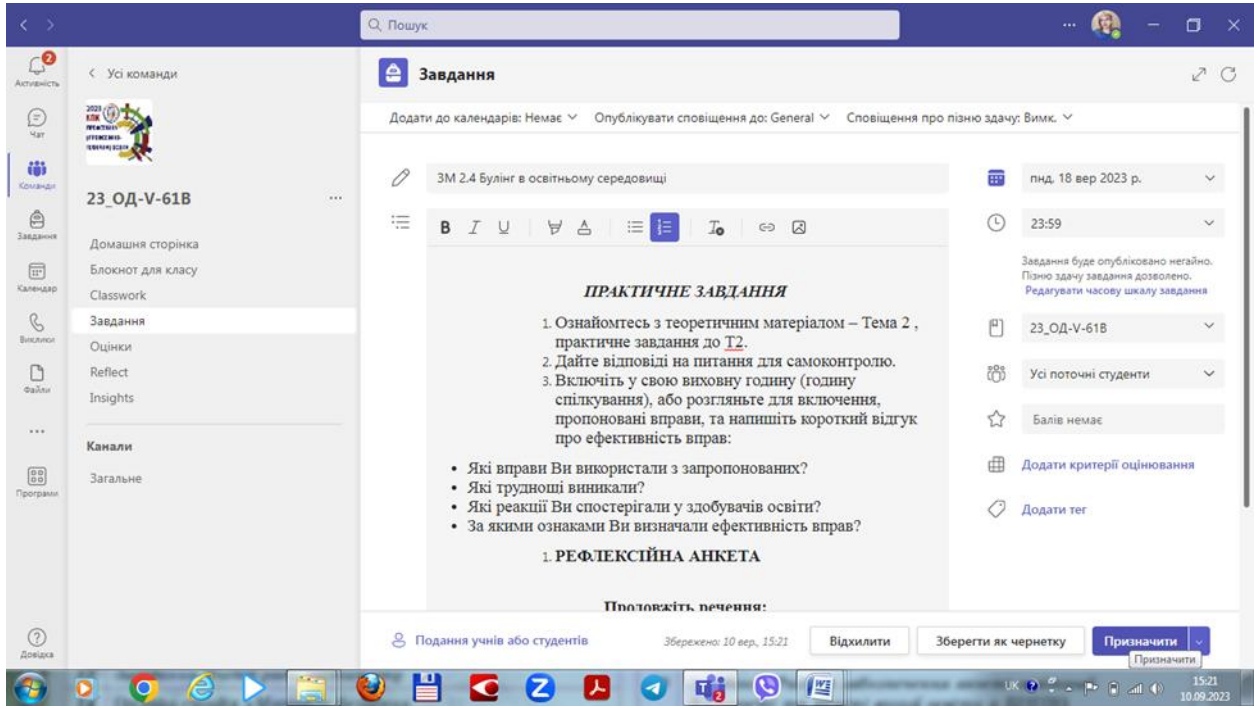 Пошук
Активність
2
Чат
Команди
Завдання
Календар
Виклики
Файли
Програми
Довідка
Усі команди
2023
КПК
23_ОД-V-61В
Домашня сторінка
Блокнот для класу
Classwork
Завдання
Оцінки
Reflect
Insights
Канали
Загальне
Завдання
Додати до календарів: Немає Опублікувати сповіщення до: General Сповіщення про пізню здачу: Вимк.
ЗМ 2.4 Булінг в освітньому середовищі
B I U
ПРАКТИЧНЕ ЗАВДАННЯ
1. Ознайомтесь з теоретичним матеріалом – Тема 2 ,
практичне завдання до Т2.
2. Дайте відповіді на питання для самоконтролю.
3. Включіть у свою виховну годину (годину
спілкування), або розгляньте для включення,
пропоновані вправи, та напишіть короткий відгук
про ефективність вправ:
• Які вправи Ви використали з запропонованих?
• Які труднощі виникали?
• Які реакції Ви спостерігали у здобувачів освіти?
• За якими ознаками Ви визначали ефективність вправ?
1. РЕФЛЕКСІЙНА АНКЕТА
Продовжіть речення:
пнд, 18 вер 2023 р.
23:59
Завдання буде опубліковано негайно.
Пізню здачу завдання дозволено.
Редагувати часову шкалу завдання
23_ОД-V-61В
Усі поточні студенти
Балів немає
Додати критерії оцінювання
Додати тег
Подання учнів або студентів
Збережено: 10 вер., 15:21
Відхилити
Зберегти як чернетку
Призначити
Призначити
UK
15:21
10.09.2023